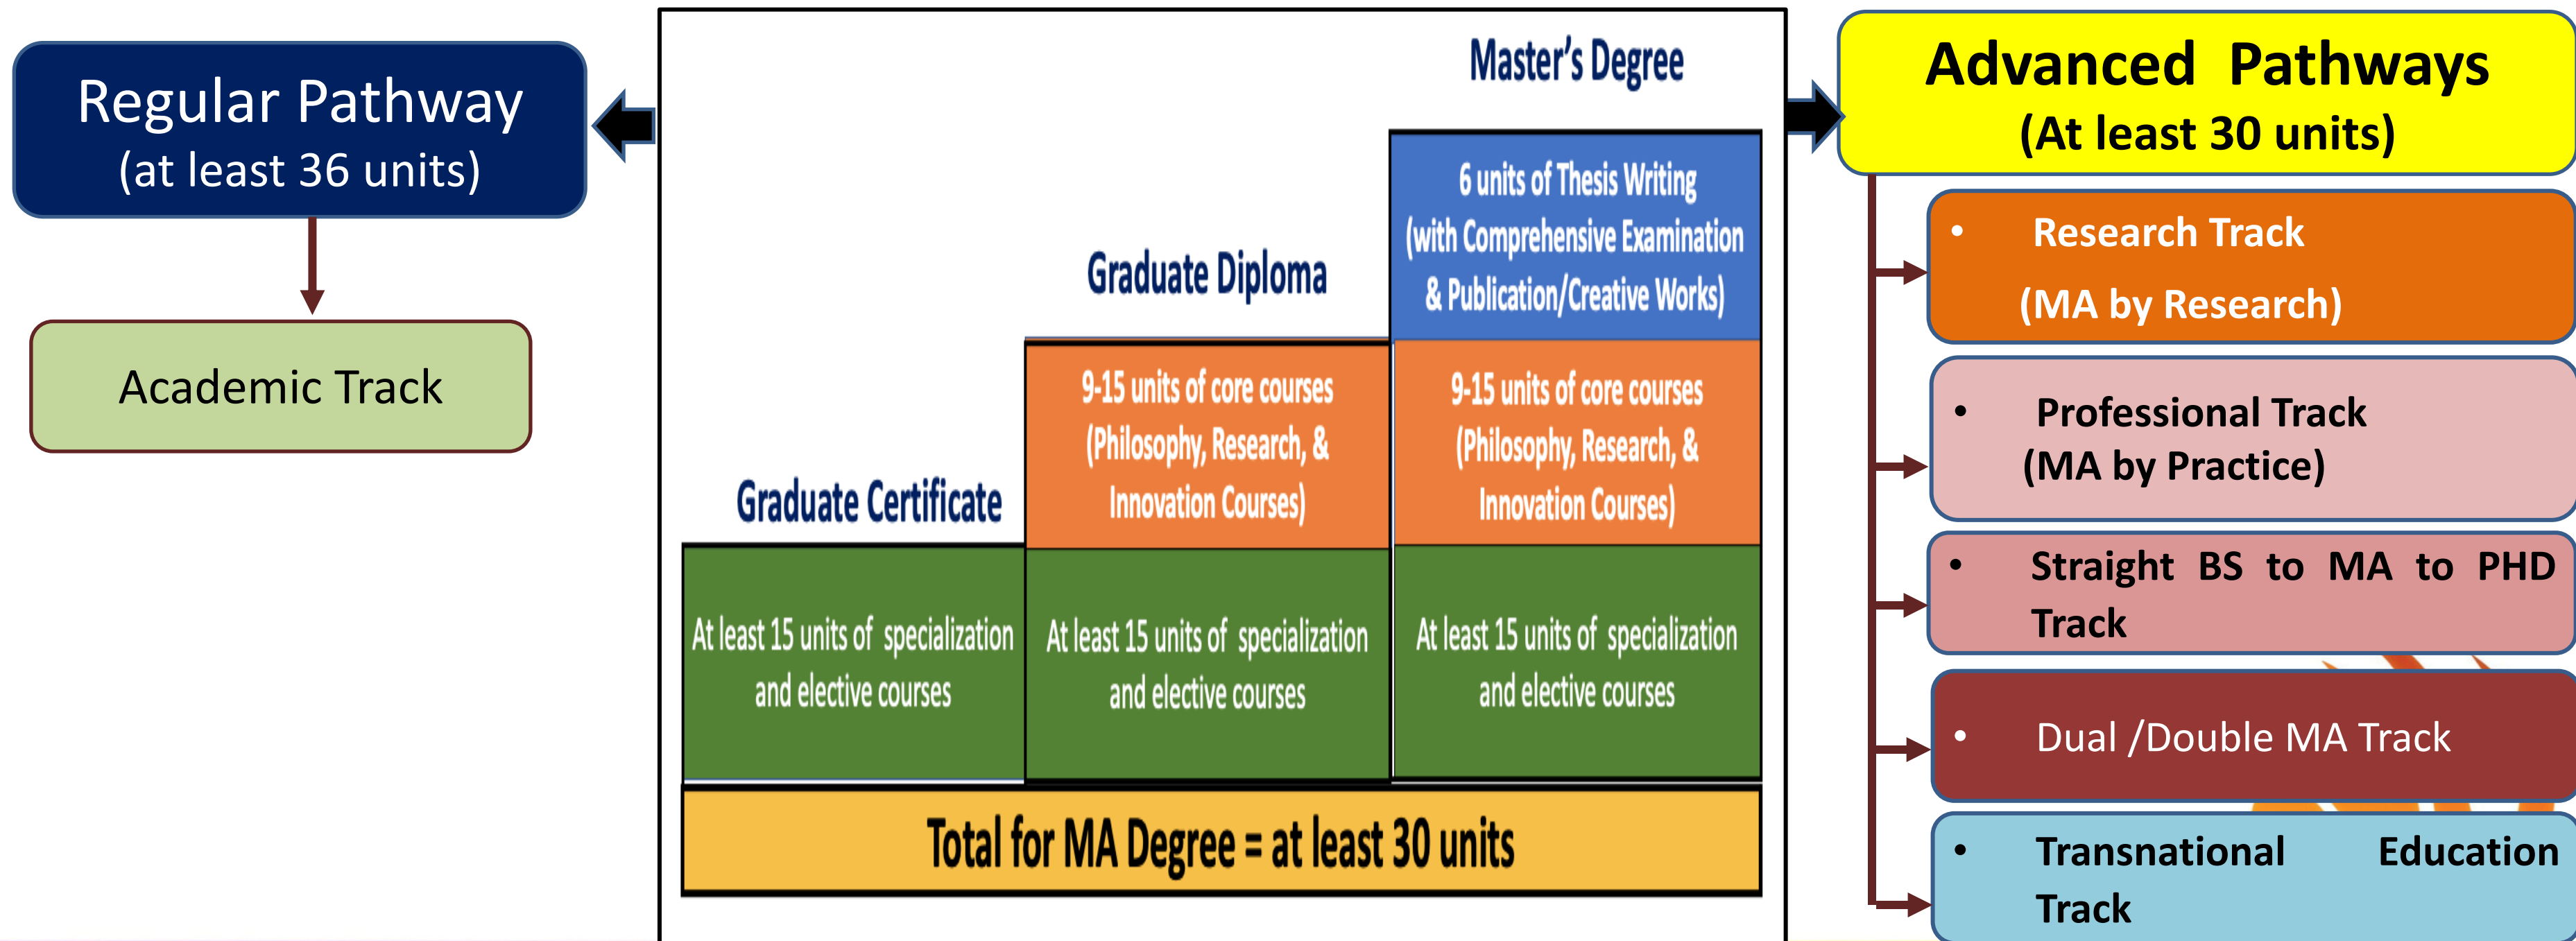 Regular Pathway
(at least 36 units)
Academic Track
Master’s Degree
6 units of Thesis Writing
(with Comprehensive Examination
& Publication/Creative Works)
Graduate Diploma
9-15 units of core courses
(Philosophy, Research, &
Innovation Courses)
9-15 units of core courses
(Philosophy, Research, &
Innovation Courses)
Graduate Certificate
At least 15 units of specialization
and elective courses
At least 15 units of specialization
and elective courses
At least 15 units of specialization
and elective courses
Total for MA Degree = at least 30 units
Advanced Pathways
(At least 30 units)
• Research Track
(MA by Research)
• Professional Track
(MA by Practice)
• Straight BS to MA to PHD
Track
• Dual /Double MA Track
• Transnational Education
Track